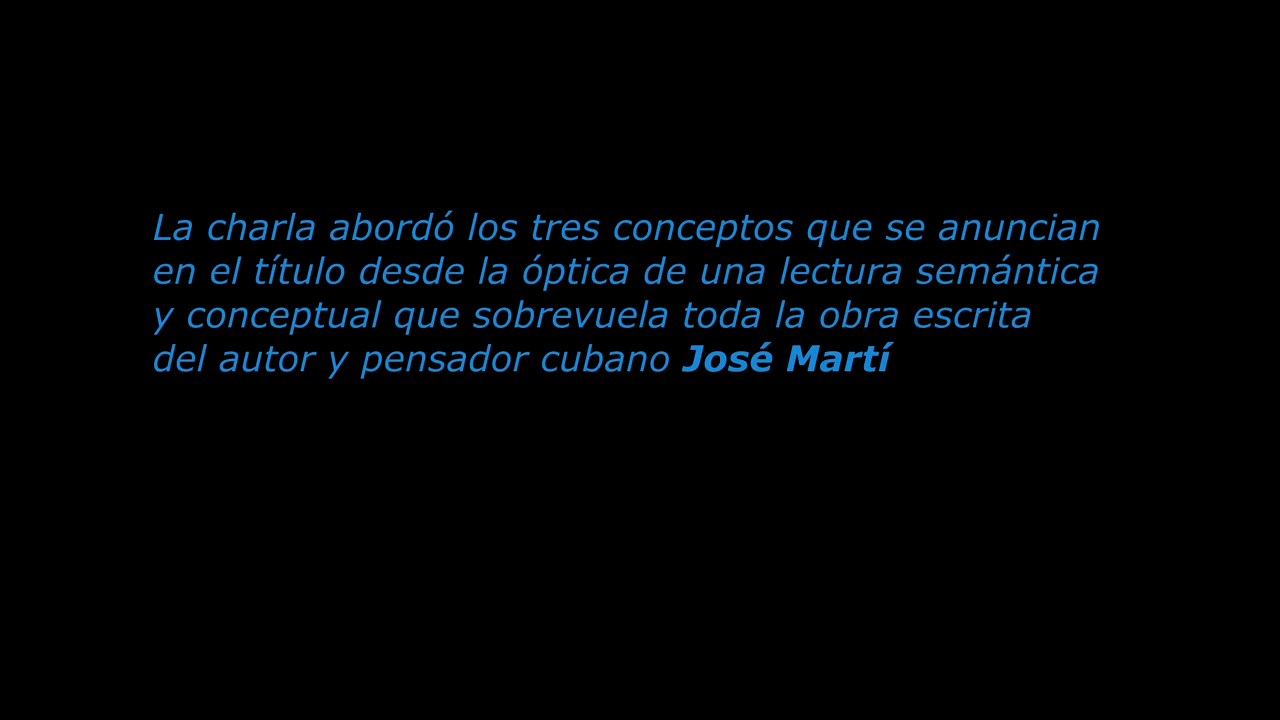 La charla abordó los tres conceptos que se anuncian
en el título desde la óptica de una lectura semántica
y conceptual que sobrevuela toda la obra escrita
del autor y pensador cubano José Martí